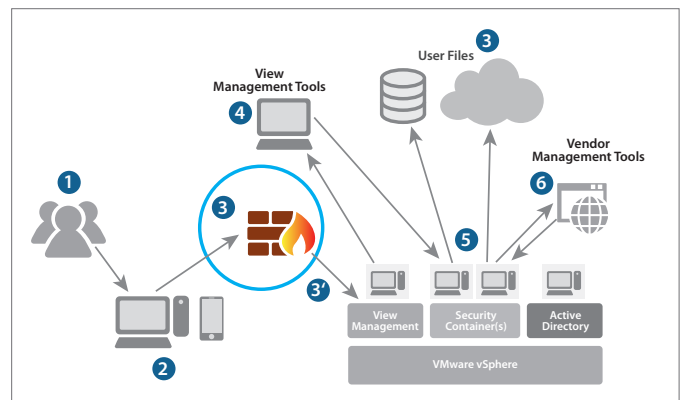 User Files
3
View
Management Tools
4
Vendor
Management Tools
1
3
6
5
3'
View
Management
Security
Container(s)
Active
Directory
2
VMware vSphere